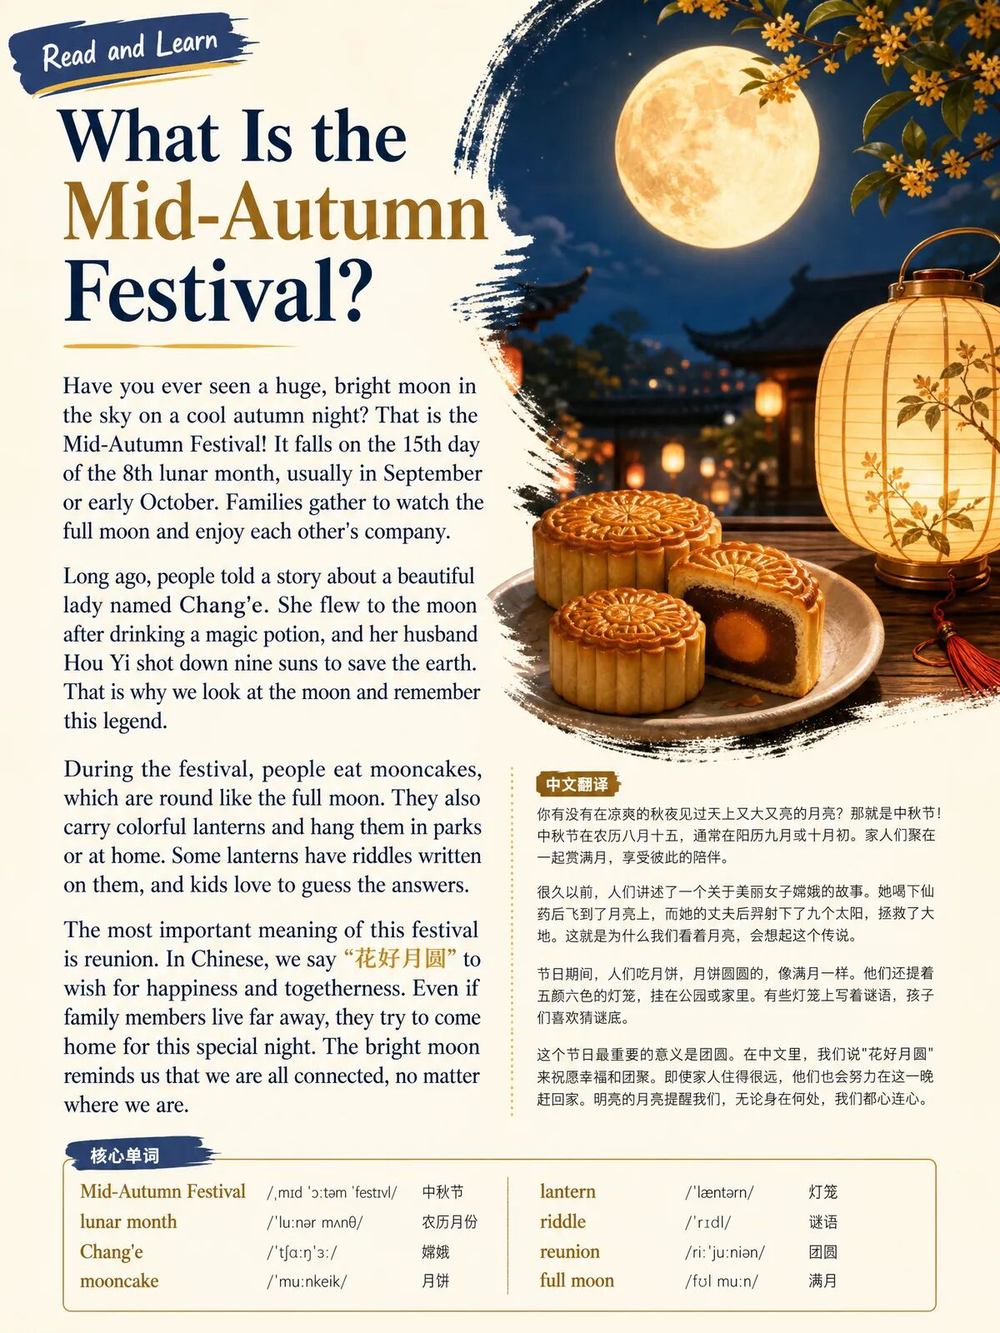 Read and Learn
What Is the
Mid-Autumn
Festival?
Have you ever seen a huge, bright moon in
the sky on a cool autumn night? That is the
Mid-Autumn Festival! It falls on the 15th day
of the 8th lunar month, usually in September
or early October. Families gather to watch the
full moon and enjoy each other's company.
Long ago, people told a story about a beautiful
lady named Chang'e. She flew to the moon
after drinking a magic potion, and her husband
Hou Yi shot down nine suns to save the earth.
That is why we look at the moon and remember
this legend.
During the festival, people eat mooncakes,
which are round like the full moon. They also
carry colorful lanterns and hang them in parks
or at home. Some lanterns have riddles written
on them, and kids love to guess the answers.
The most important meaning of this festival
is reunion. In Chinese, we say “花好月圆” to
wish for happiness and togetherness. Even if
family members live far away, they try to come
home for this special night. The bright moon
reminds us that we are all connected, no matter
where we are.
中文翻译
你有没有在凉爽的秋夜见过天上又大又亮的月亮？那就是中秋节！
中秋节在农历八月十五，通常在阳历九月或十月初。家人们聚在
一起赏满月，享受彼此的陪伴。
很久以前，人们讲述了一个关于美丽女子嫦娥的故事。她喝下仙
药后飞到了月亮上，而她的丈夫后羿射下了九个太阳，拯救了大
地。这就是为什么我们看着月亮，会想起这个传说。
节日期间，人们吃月饼，月饼圆圆的，像满月一样。他们还提着
五颜六色的灯笼，挂在公园或家里。有些灯笼上写着谜语，孩子
们喜欢猜谜底。
这个节日最重要的意义是团圆。在中文里，我们说"花好月圆"
来祝愿幸福和团聚。即使家人住得很远，他们也会努力在这一晚
赶回家。明亮的月亮提醒我们，无论身在何处，我们都心连心。
核心单词
Mid-Autumn Festival /ˌmɪd ˈɔːtəm ˈfestɪvl/ 中秋节
lunar month /ˈluːnər mʌnθ/ 农历月份
Chang'e /ˈtʃɑːŋˈɜː/ 嫦娥
mooncake /ˈmuːnkeik/ 月饼
lantern /ˈlæntərn/ 灯笼
riddle /ˈrɪdl/ 谜语
reunion /riːˈjuːniən/ 团圆
full moon /fʊl muːn/ 满月